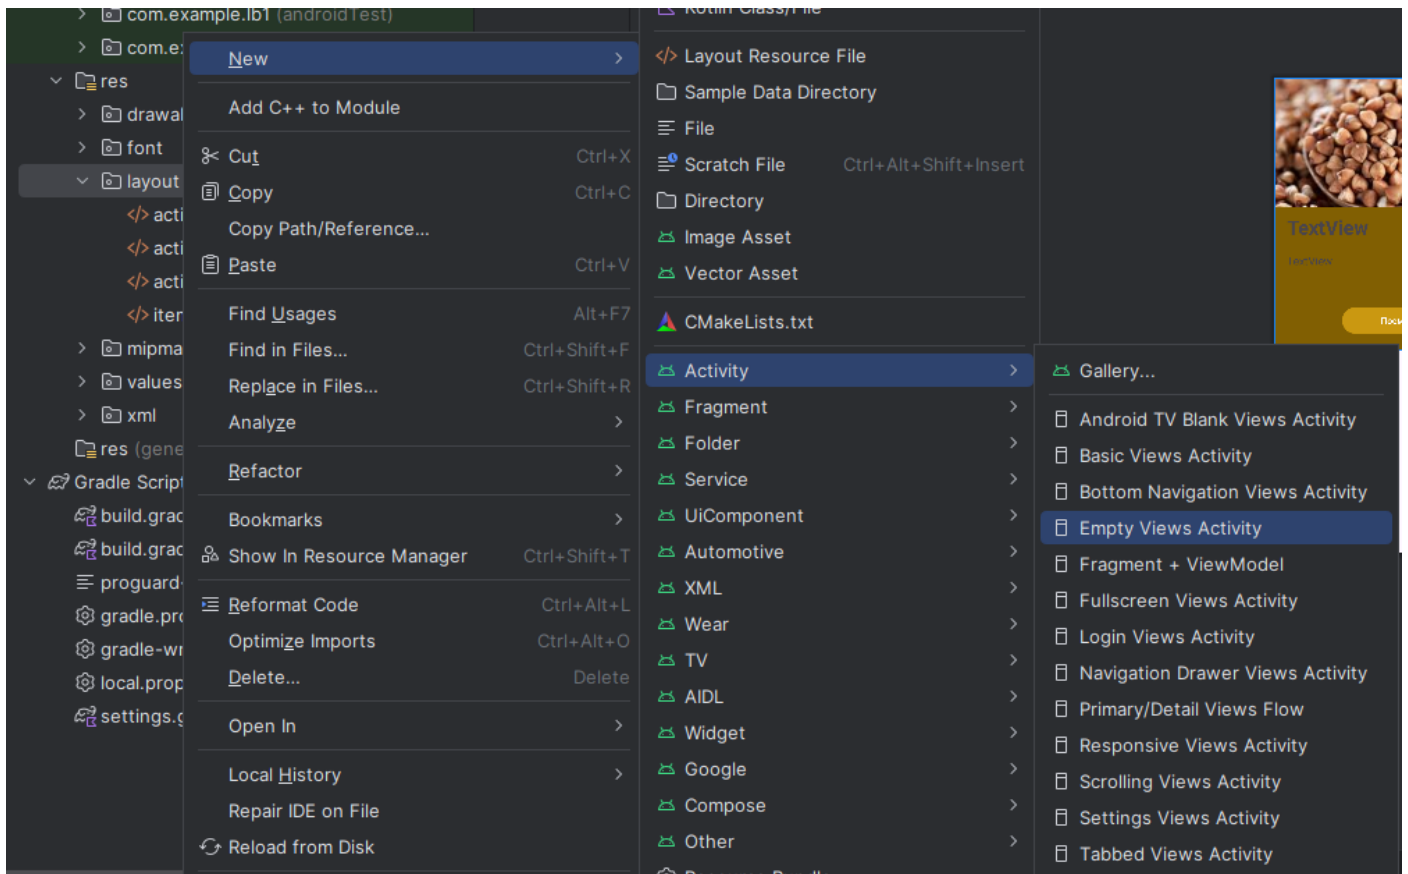 com.example.lb1 (androidTest)
com.e
res
drawal
font
layout
acti
acti
acti
iter
mipma
values
xml
res (gene
Gradle Script
build.grad
build.grad
proguard-
gradle.pro
gradle-wr
local.prop
settings.g
New
Add C++ to Module
Cut Ctrl+X
Copy Ctrl+C
Copy Path/Reference...
Paste Ctrl+V
Find Usages Alt+F7
Find in Files... Ctrl+Shift+F
Replace in Files... Ctrl+Shift+R
Analyze
Refactor
Bookmarks
Show In Resource Manager Ctrl+Shift+T
Reformat Code Ctrl+Alt+L
Optimize Imports Ctrl+Alt+O
Delete... Delete
Open In
Local History
Repair IDE on File
Reload from Disk
Kotlin Class/File
Layout Resource File
Sample Data Directory
File
Scratch File Ctrl+Alt+Shift+Insert
Directory
Image Asset
Vector Asset
CMakeLists.txt
Activity
Fragment
Folder
Service
UiComponent
Automotive
XML
Wear
TV
AIDL
Widget
Google
Compose
Other
Gallery...
Android TV Blank Views Activity
Basic Views Activity
Bottom Navigation Views Activity
Empty Views Activity
Fragment + ViewModel
Fullscreen Views Activity
Login Views Activity
Navigation Drawer Views Activity
Primary/Detail Views Flow
Responsive Views Activity
Scrolling Views Activity
Settings Views Activity
Tabbed Views Activity
TextView
TextView